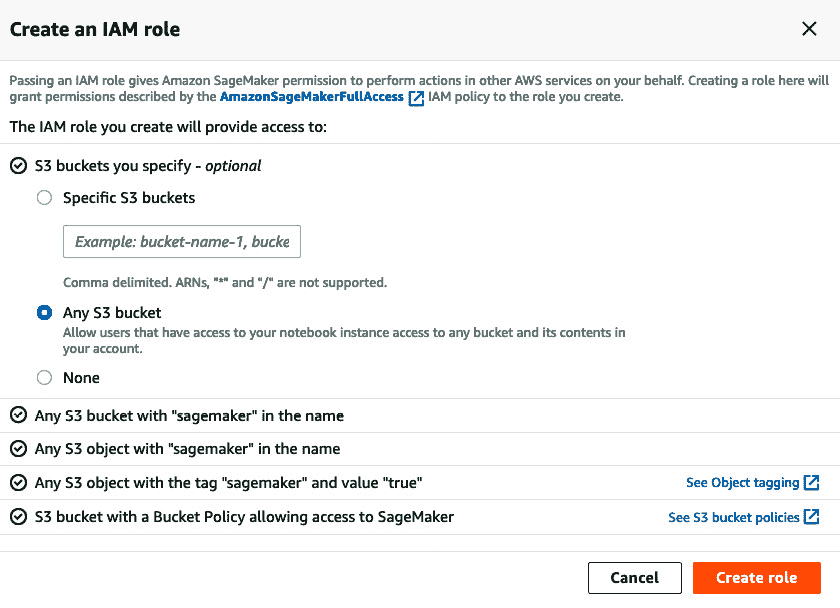 Create an IAM role
Passing an IAM role gives Amazon SageMaker permission to perform actions in other AWS services on your behalf. Creating a role here will
grant permissions described by the AmazonSageMakerFullAccess IAM policy to the role you create.
The IAM role you create will provide access to:
S3 buckets you specify - optional
Specific S3 buckets
Example: bucket-name-1, bucke
Comma delimited. ARNs, "*" and "/" are not supported.
Any S3 bucket
Allow users that have access to your notebook instance access to any bucket and its contents in
your account.
None
Any S3 bucket with "sagemaker" in the name
Any S3 object with "sagemaker" in the name
Any S3 object with the tag "sagemaker" and value "true" See Object tagging
S3 bucket with a Bucket Policy allowing access to SageMaker See S3 bucket policies
Cancel Create role